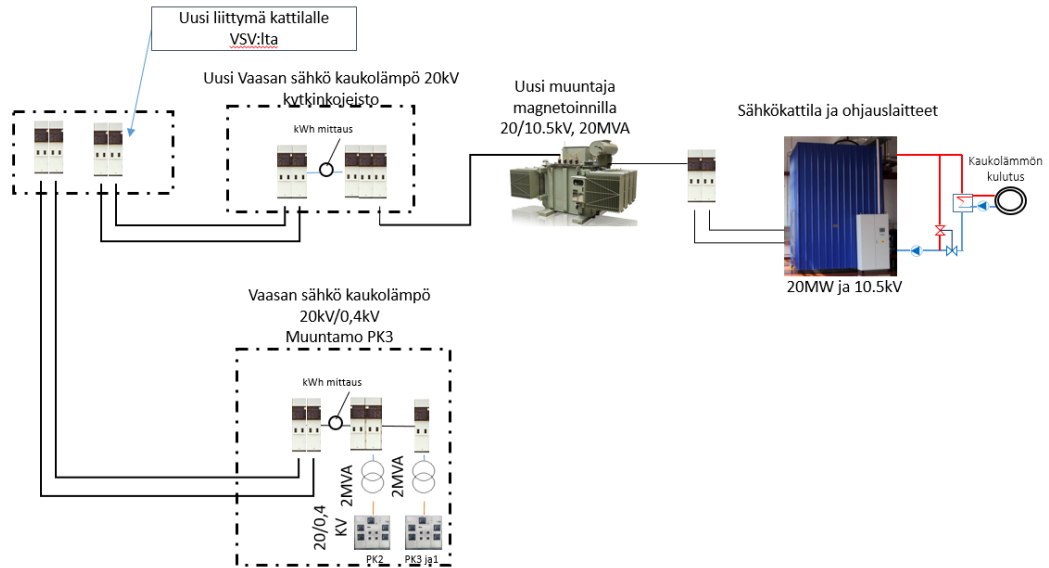 Uusi liittymä kattilalle
VSV:lta
Uusi Vaasan sähkö kaukolämpö 20kV
kytkinkojeisto
kWh mittaus
Uusi muuntaja
magnetoinnilla
20/10.5kV, 20MVA
Sähkökattila ja ohjauslaitteet
Kaukolämmön
kulutus
20MW ja 10.5kV
Vaasan sähkö kaukolämpö
20kV/0,4kV
Muuntamo PK3
kWh mittaus
2MVA
2MVA
20/0,4
KV
PK2
PK3 ja1